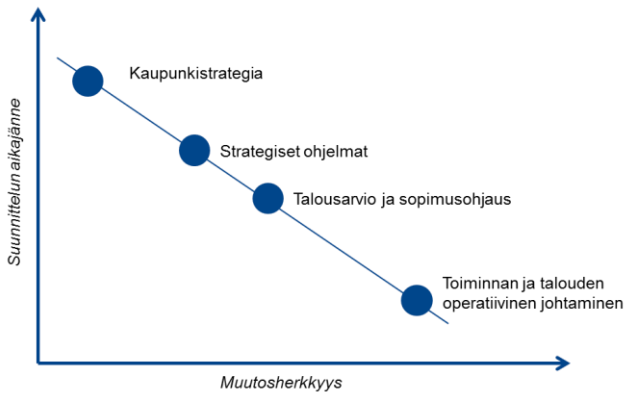 Suunnittelun aikajänne
Kaupunkistrategia
Strategiset ohjelmat
Talousarvio ja sopimusohjaus
Toiminnan ja talouden
operatiivinen johtaminen
Muutosherkkyys